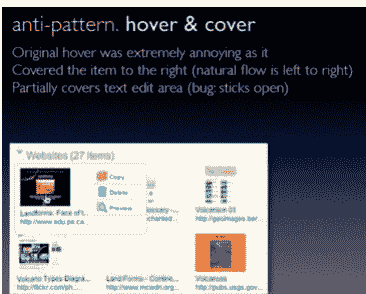 anti-pattern. hover & cover
Original hover was extremely annoying as it
Covered the item to the right (natural flow is left to right)
Partially covers text edit area (bug: sticks open)
Websites (27 items)
Copy
Delete
Preview
Landforms: Face of t...
http://www.edu.pe.ca
Volcanoes 01
http://geoimages.ber
Volcano Types Diagra...
http://flickr.com/ph...
Landforms - Contine...
http://www.mcwdn.org...
Volcanoes
http://pubs.usgs.gov...